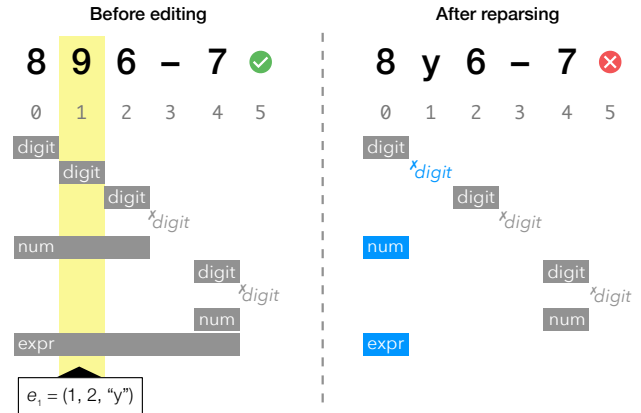 Before editing
8 9 6 – 7
0 1 2 3 4 5
digit
digit
digit
×digit
num
digit
×digit
num
expr
e₁ = (1, 2, “y”)
After reparsing
8 y 6 – 7
0 1 2 3 4 5
digit
×digit
digit
×digit
num
digit
×digit
num
expr